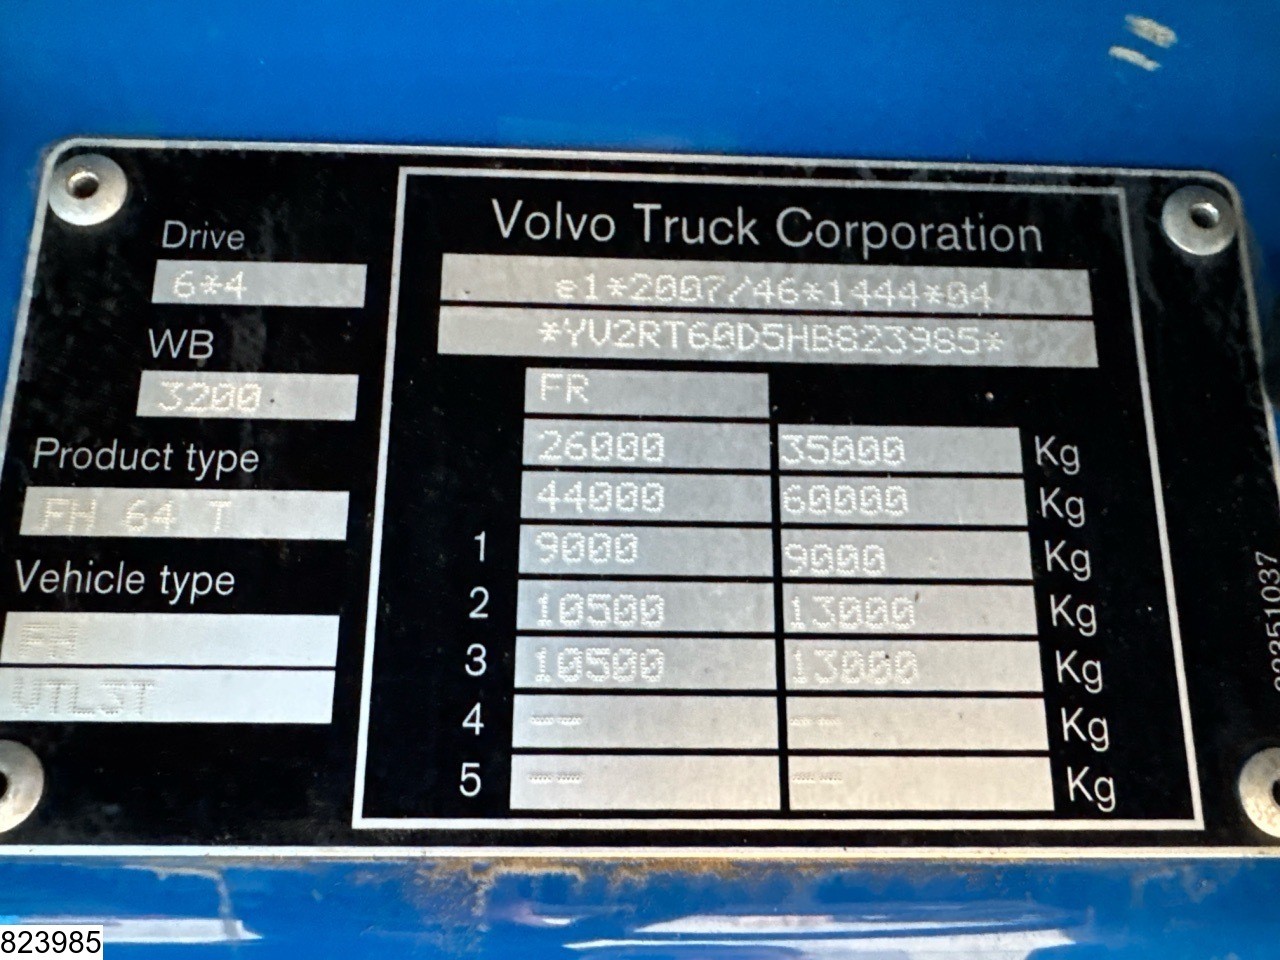 Drive
6*4
WB
3200
Product type
FH 64 T
Vehicle type
FH
VTL3T
Volvo Truck Corporation
e1*2007/46*1444*04
*YV2RT60D5HB823985*
FR
26000 35000 Kg
44000 60000 Kg
1 9000 9000 Kg
2 10500 13000 Kg
3 10500 13000 Kg
4 ----- ----- Kg
5 ----- ----- Kg
823985